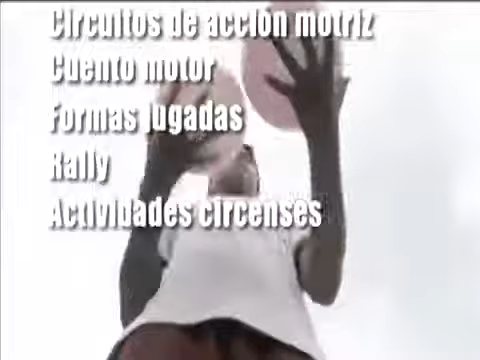 Circuitos de acción motriz
Cuento motor
Formas jugadas
Rally
Actividades circenses